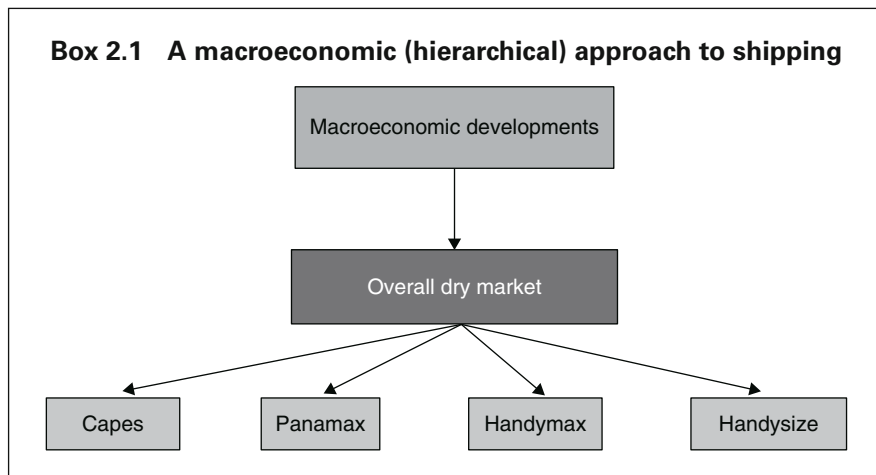 Box 2.1 A macroeconomic (hierarchical) approach to shipping
Macroeconomic developments
Overall dry market
Capes
Panamax
Handymax
Handysize